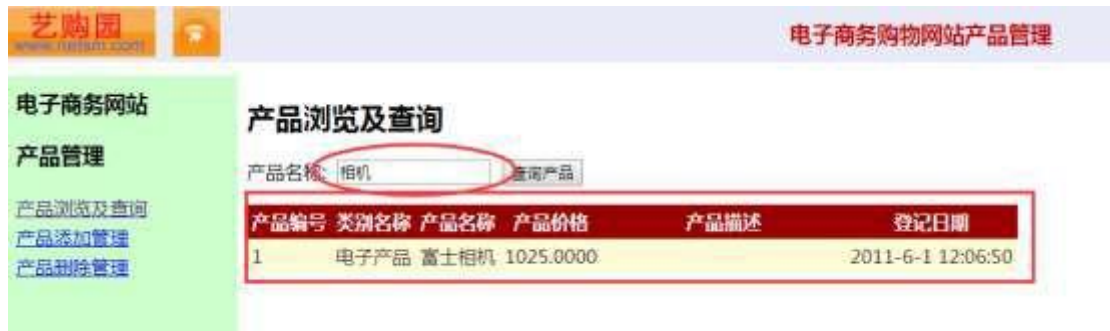 艺购园
电子商务购物网站产品管理
电子商务网站
产品管理
产品浏览及查询
产品添加管理
产品删除管理
产品浏览及查询
产品名称: 相机 查询产品
产品编号 类别名称 产品名称 产品价格 产品描述 登记日期
1 电子产品 富士相机 1025.0000 2011-6-1 12:06:50